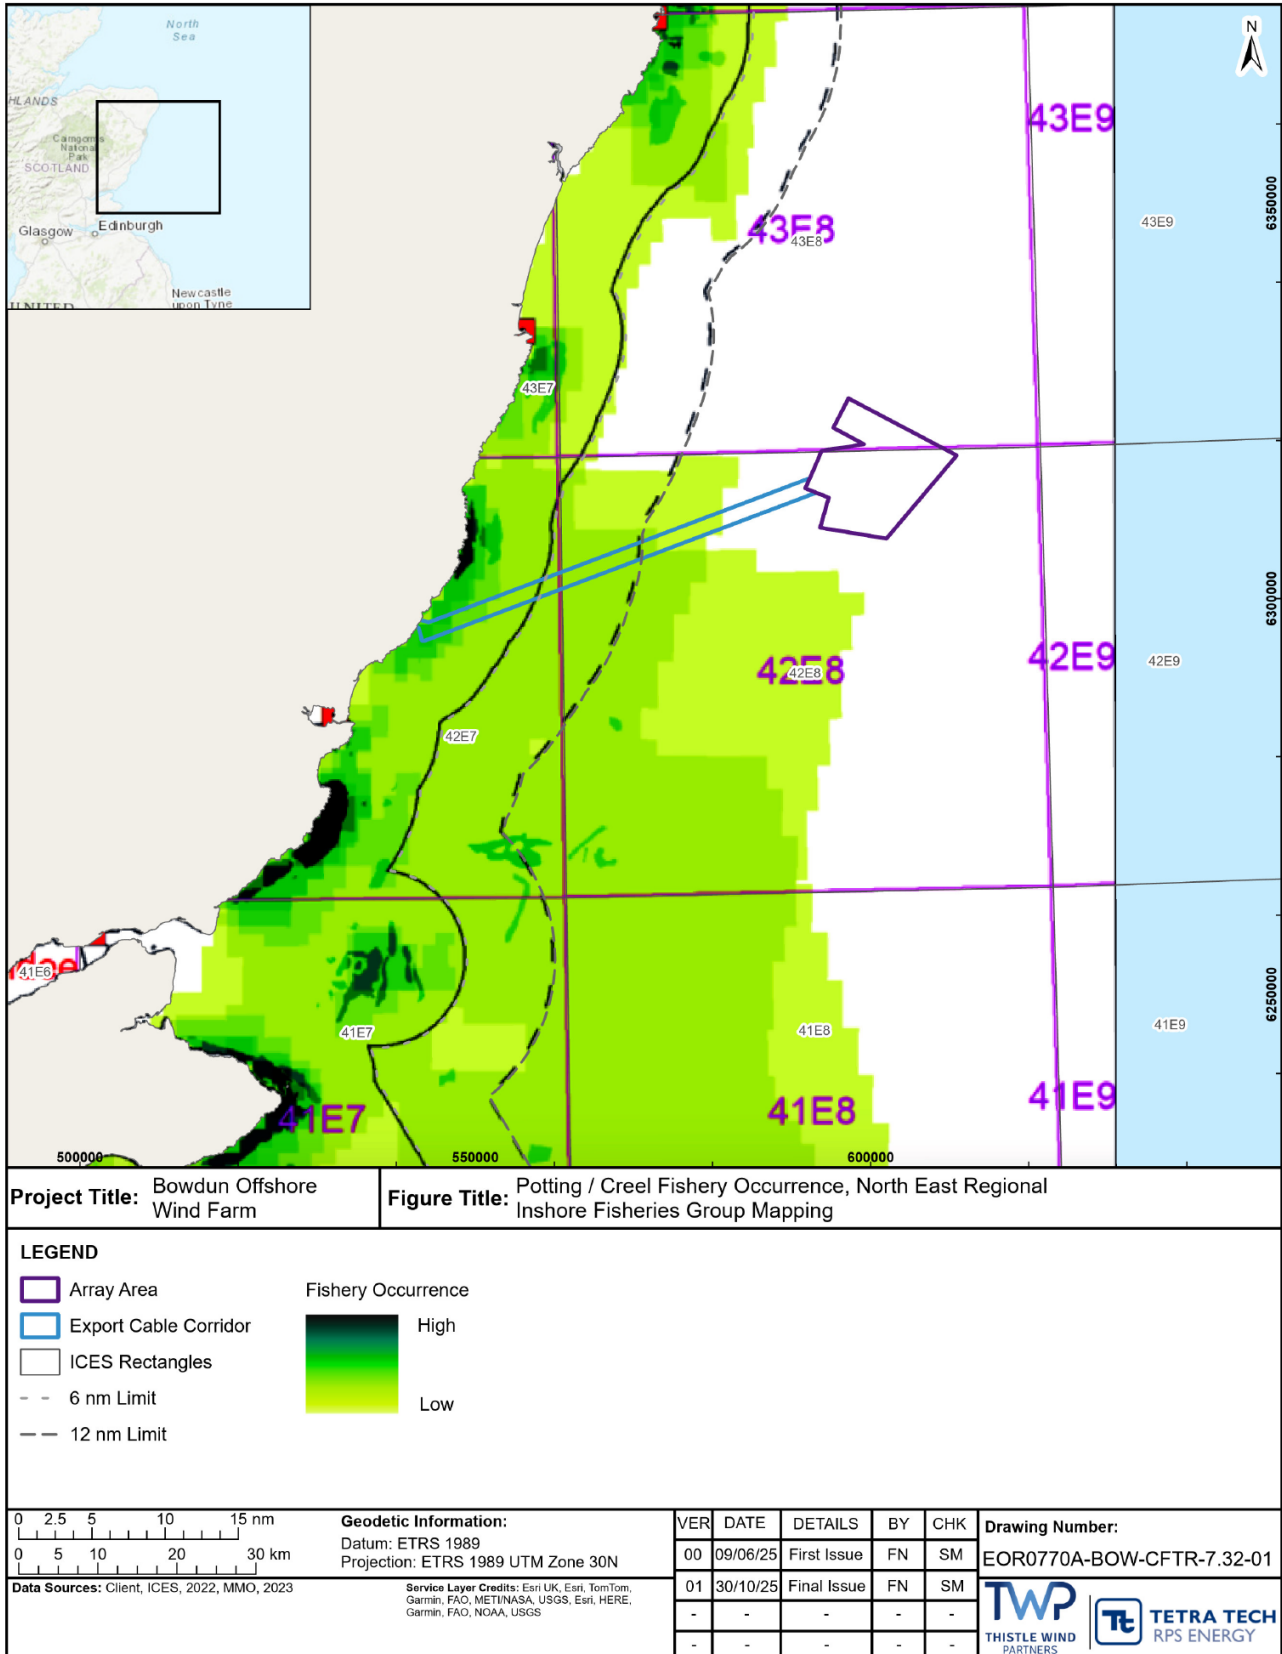 North
Sea
HLANDS
Cairngorms
National
Park
SCOTLAND
Glasgow
Edinburgh
Newcastle
upon Tyne
UNITED
N
43E9
43E9
43E8
43E8
6350000
43E7
6300000
42E8
42E8
42E9
42E9
42E7
41E6
41E7
41E8
41E9
6250000
41E7
41E8
41E9
500000
550000
600000
Project Title: Bowdun Offshore
Wind Farm
Figure Title: Potting / Creel Fishery Occurrence, North East Regional
Inshore Fisheries Group Mapping
LEGEND
Array Area
Export Cable Corridor
ICES Rectangles
6 nm Limit
12 nm Limit
Fishery Occurrence
High
Low
0 2.5 5 10 15 nm
0 5 10 20 30 km
Geodetic Information:
Datum: ETRS 1989
Projection: ETRS 1989 UTM Zone 30N
Data Sources: Client, ICES, 2022, MMO, 2023
Service Layer Credits: Esri UK, Esri, TomTom,
Garmin, FAO, METI/NASA, USGS, Esri, HERE,
Garmin, FAO, NOAA, USGS
VER DATE DETAILS BY CHK
00 09/06/25 First Issue FN SM
01 30/10/25 Final Issue FN SM
- - - - -
- - - - -
Drawing Number:
EOR0770A-BOW-CFTR-7.32-01
TWP
THISTLE WIND
PARTNERS
Tt
TETRA TECH
RPS ENERGY